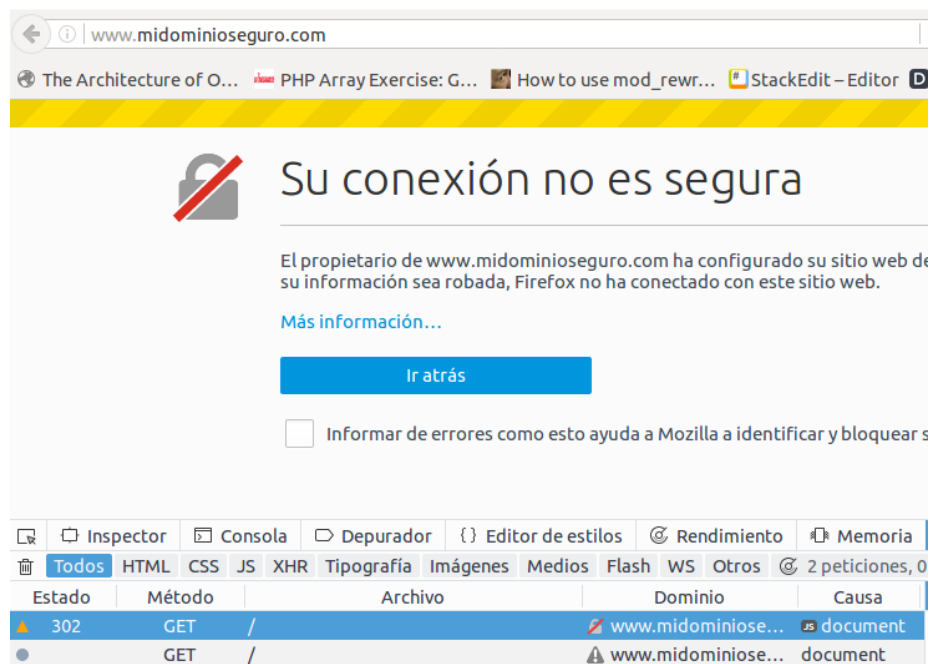 www.midominioseguro.com
The Architecture of O... PHP Array Exercise: G... How to use mod_rewr... StackEdit – Editor D
Su conexión no es segura
El propietario de www.midominioseguro.com ha configurado su sitio web de
su información sea robada, Firefox no ha conectado con este sitio web.
Más información...
Ir atrás
Informar de errores como esto ayuda a Mozilla a identificar y bloquear s
Inspector Consola Depurador {} Editor de estilos Rendimiento Memoria
Todos HTML CSS JS XHR Tipografía Imágenes Medios Flash WS Otros 2 peticiones, 0
Estado Método Archivo Dominio Causa
302 GET / www.midominiose... JS document
GET / www.midominiose... document